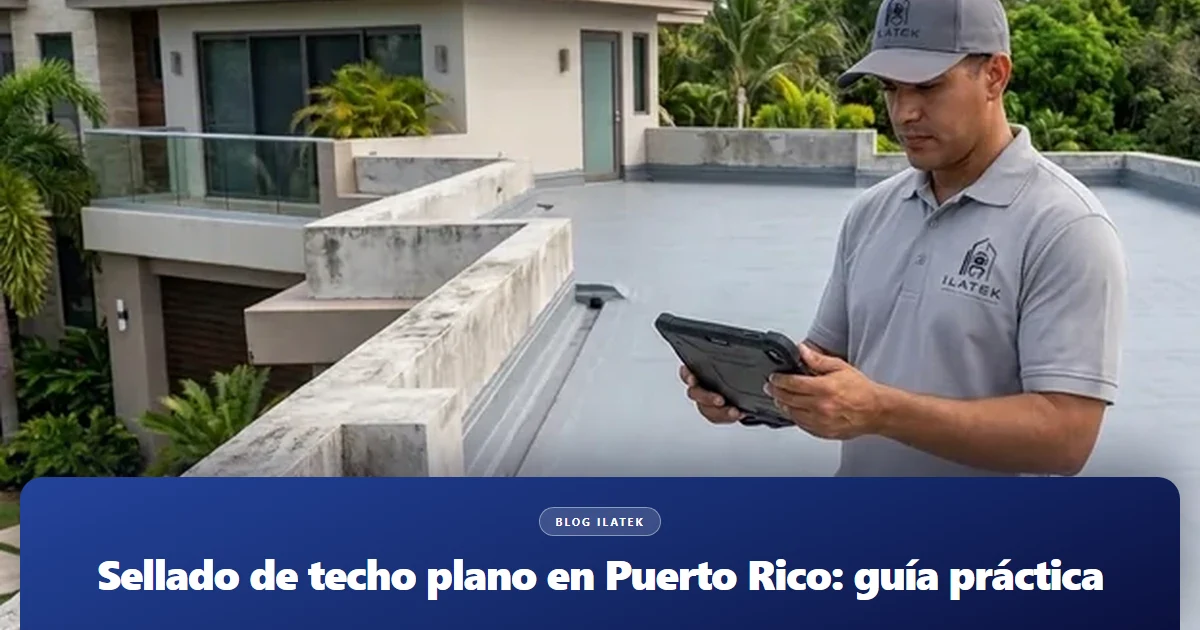 ILATEK
ILATEK
BLOG ILATEK
Sellado de techo plano en Puerto Rico: guía práctica